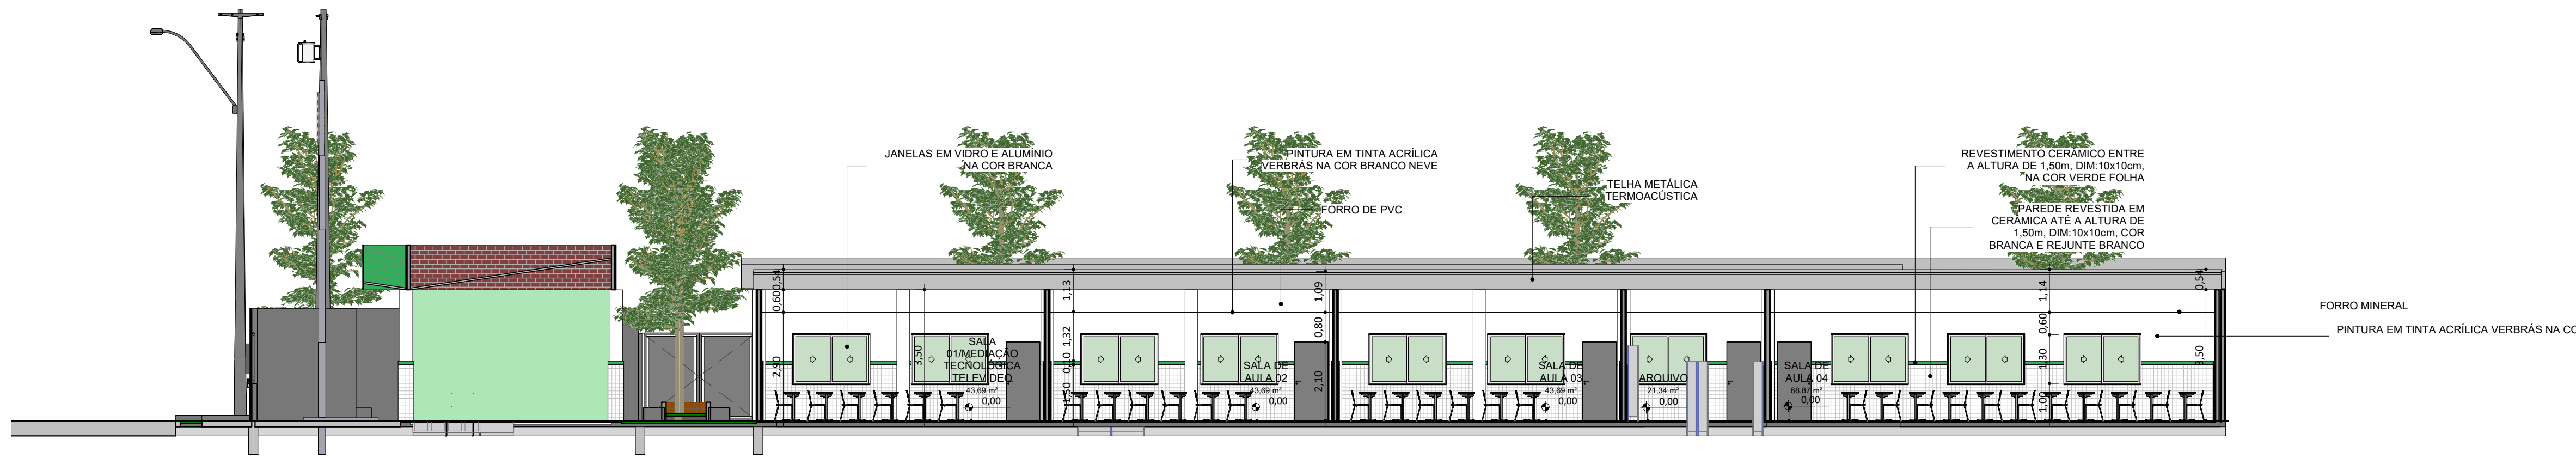 JANELAS EM VIDRO E ALUMÍNIO
NA COR BRANCA
PINTURA EM TINTA ACRÍLICA
VERBRÁS NA COR BRANCO NEVE
FORRO DE PVC
TELHA METÁLICA
TERMOACÚSTICA
REVESTIMENTO CERÂMICO ENTRE
A ALTURA DE 1,50m, DIM:10x10cm,
NA COR VERDE FOLHA
PAREDE REVESTIDA EM
CERÂMICA ATÉ A ALTURA DE
1,50m, DIM:10x10cm, COR
BRANCA E REJUNTE BRANCO
FORRO MINERAL
PINTURA EM TINTA ACRÍLICA VERBRÁS NA CO
0,54
0,60
2,90
3,50
1,13
1,32
0,10
1,50
1,09
0,80
2,10
1,14
0,60
1,30
1,00
0,54
3,50
SALA
01/MEDIAÇÃO
TECNOLÓGICA
TELEVÍDEO
43,69 m²
0,00
SALA DE
AULA 02
43,69 m²
0,00
SALA DE
AULA 03
43,69 m²
0,00
ARQUIVO
21,34 m²
0,00
SALA DE
AULA 04
68,87 m²
0,00